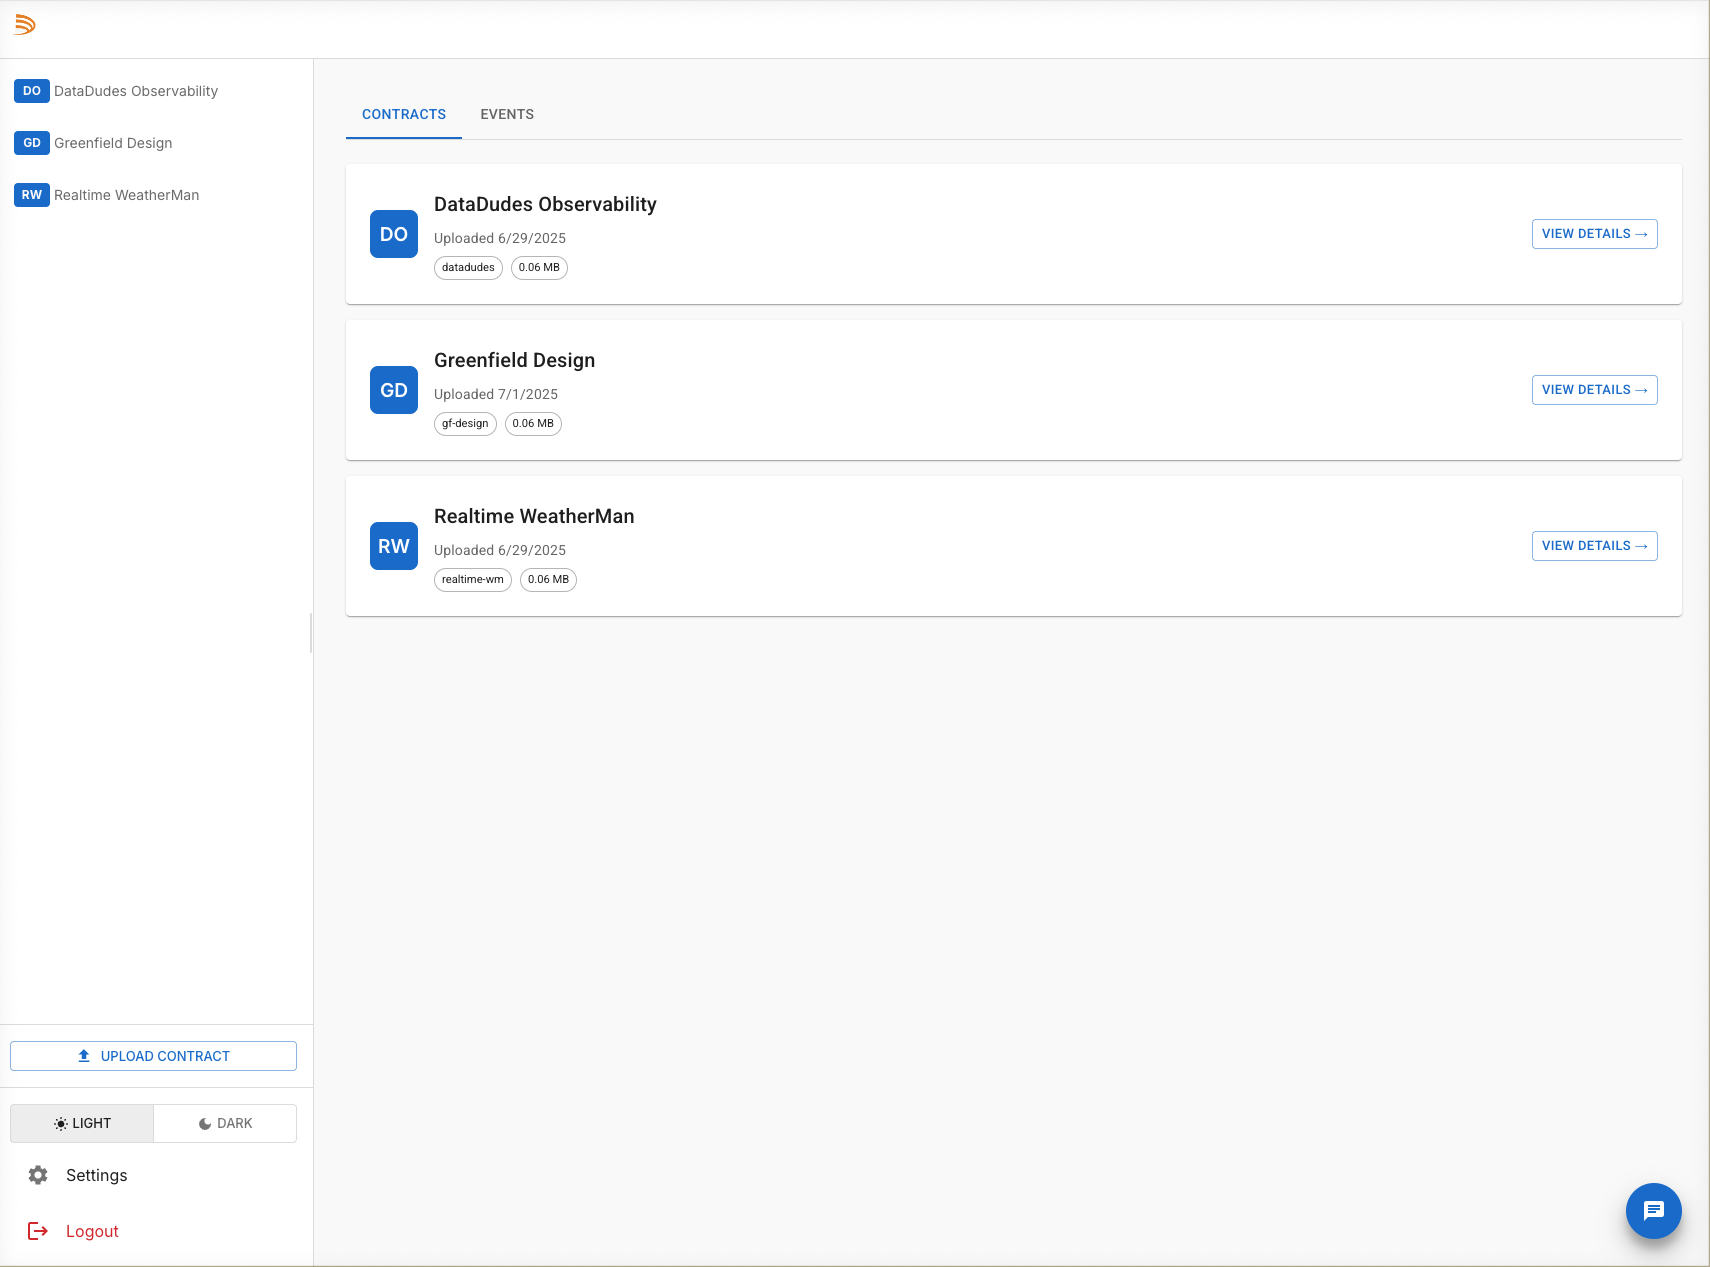 DO DataDudes Observability
GD Greenfield Design
RW Realtime WeatherMan
UPLOAD CONTRACT
LIGHT DARK
Settings
Logout
CONTRACTS EVENTS
DO
DataDudes Observability
Uploaded 6/29/2025
datadudes 0.06 MB
VIEW DETAILS →
GD
Greenfield Design
Uploaded 7/1/2025
gf-design 0.06 MB
VIEW DETAILS →
RW
Realtime WeatherMan
Uploaded 6/29/2025
realtime-wm 0.06 MB
VIEW DETAILS →